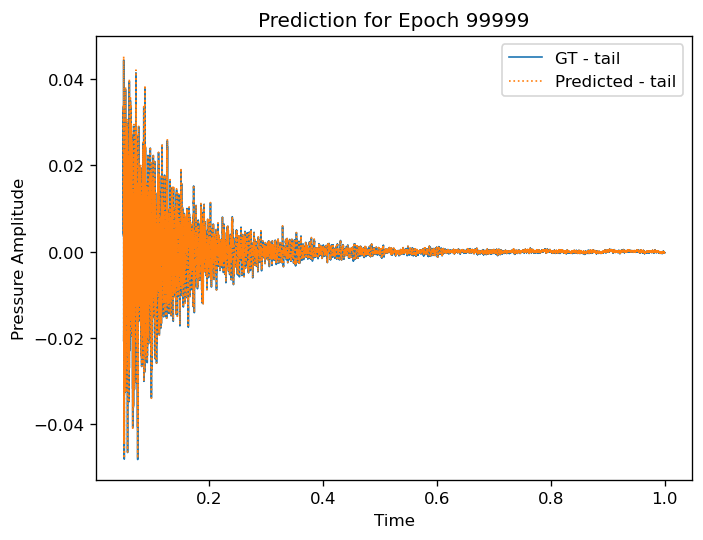 Prediction for Epoch 99999
GT - tail
Predicted - tail
Pressure Amplitude
0.04
0.02
0.00
−0.02
−0.04
0.2
0.4
0.6
0.8
1.0
Time